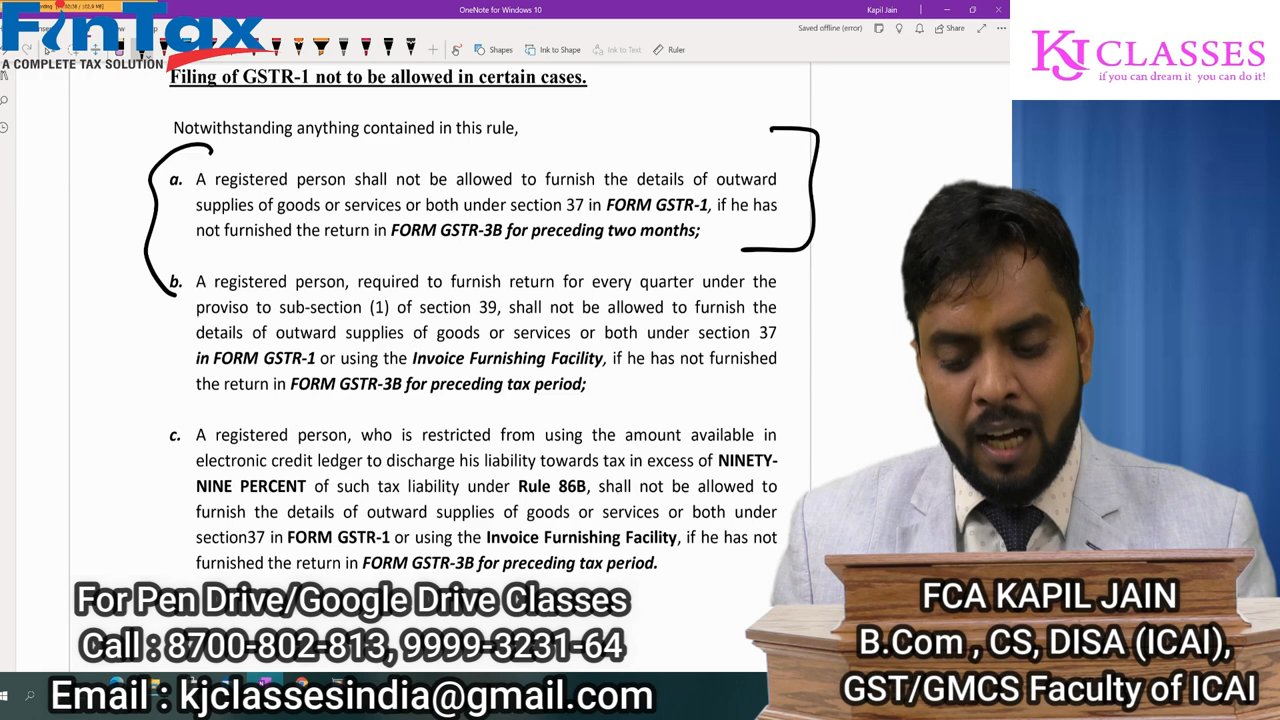 OneNote for Windows 10
Kapil Jain
FinTax
A COMPLETE TAX SOLUTION
Saved offline (error)
Share
Shapes
Ink to Shape
Ink to Text
Ruler
KJ CLASSES
if you can dream it you can do it!
Filing of GSTR-1 not to be allowed in certain cases.
Notwithstanding anything contained in this rule,
a. A registered person shall not be allowed to furnish the details of outward
supplies of goods or services or both under section 37 in FORM GSTR-1, if he has
not furnished the return in FORM GSTR-3B for preceding two months;
b. A registered person, required to furnish return for every quarter under the
proviso to sub-section (1) of section 39, shall not be allowed to furnish the
details of outward supplies of goods or services or both under section 37
in FORM GSTR-1 or using the Invoice Furnishing Facility, if he has not furnished
the return in FORM GSTR-3B for preceding tax period;
c. A registered person, who is restricted from using the amount available in
electronic credit ledger to discharge his liability towards tax in excess of NINETY-
NINE PERCENT of such tax liability under Rule 86B, shall not be allowed to
furnish the details of outward supplies of goods or services or both under
section37 in FORM GSTR-1 or using the Invoice Furnishing Facility, if he has not
furnished the return in FORM GSTR-3B for preceding tax period.
For Pen Drive/Google Drive Classes
Call : 8700-802-813, 9999-3231-64
Email : kjclassesindia@gmail.com
FCA KAPIL JAIN
B.Com , CS, DISA (ICAI),
GST/GMCS Faculty of ICAI